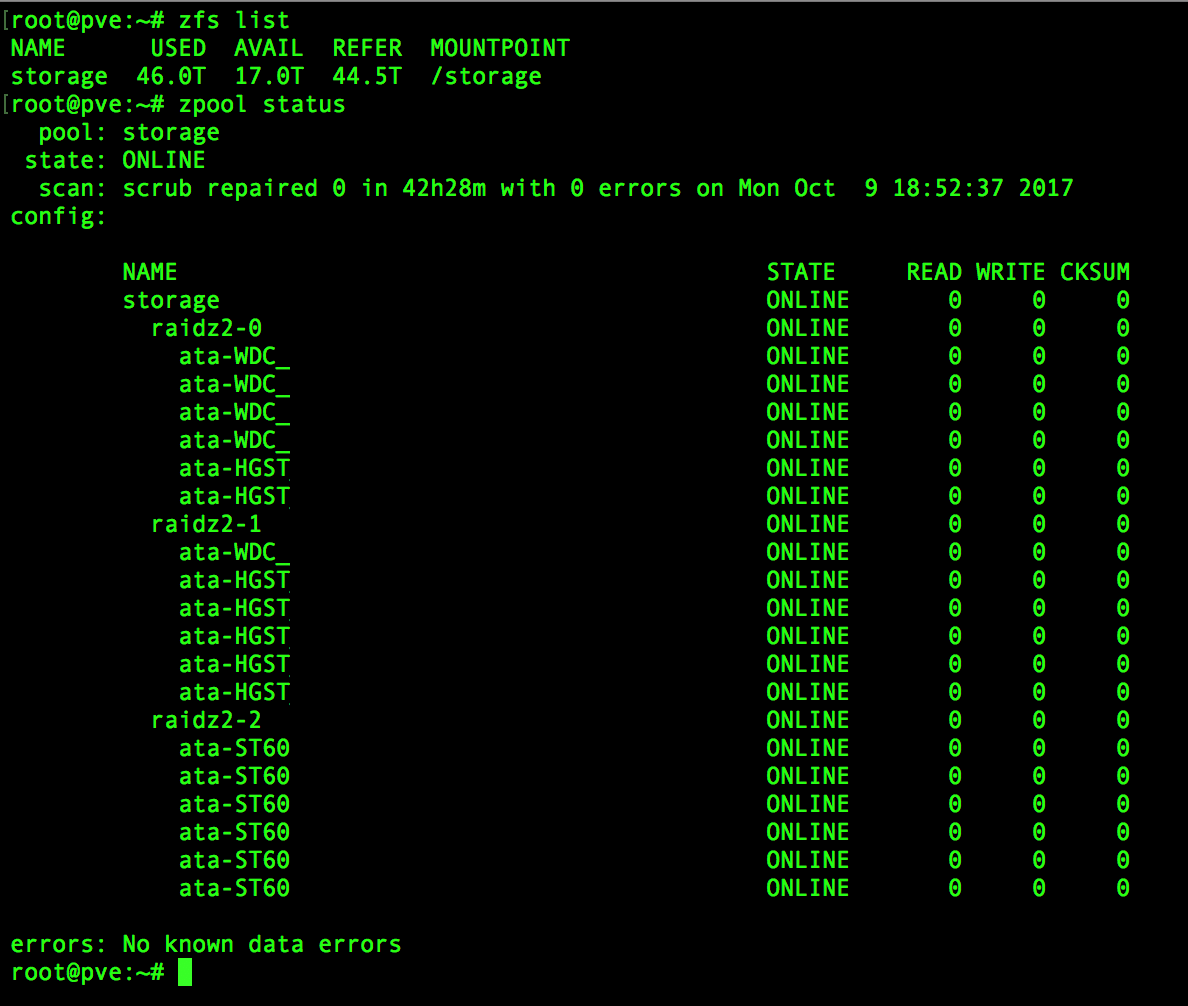 [root@pve:~# zfs list
NAME      USED  AVAIL  REFER  MOUNTPOINT
storage  46.0T  17.0T  44.5T  /storage
[root@pve:~# zpool status
  pool: storage
 state: ONLINE
  scan: scrub repaired 0 in 42h28m with 0 errors on Mon Oct  9 18:52:37 2017
config:
        NAME                                          STATE     READ WRITE CKSUM
        storage                                       ONLINE       0     0     0
          raidz2-0                                    ONLINE       0     0     0
            ata-WDC_                                  ONLINE       0     0     0
            ata-WDC_                                  ONLINE       0     0     0
            ata-WDC_                                  ONLINE       0     0     0
            ata-WDC_                                  ONLINE       0     0     0
            ata-HGST                                  ONLINE       0     0     0
            ata-HGST                                  ONLINE       0     0     0
          raidz2-1                                    ONLINE       0     0     0
            ata-WDC_                                  ONLINE       0     0     0
            ata-HGST                                  ONLINE       0     0     0
            ata-HGST                                  ONLINE       0     0     0
            ata-HGST                                  ONLINE       0     0     0
            ata-HGST                                  ONLINE       0     0     0
            ata-HGST                                  ONLINE       0     0     0
          raidz2-2                                    ONLINE       0     0     0
            ata-ST60                                  ONLINE       0     0     0
            ata-ST60                                  ONLINE       0     0     0
            ata-ST60                                  ONLINE       0     0     0
            ata-ST60                                  ONLINE       0     0     0
            ata-ST60                                  ONLINE       0     0     0
            ata-ST60                                  ONLINE       0     0     0
errors: No known data errors
root@pve:~#